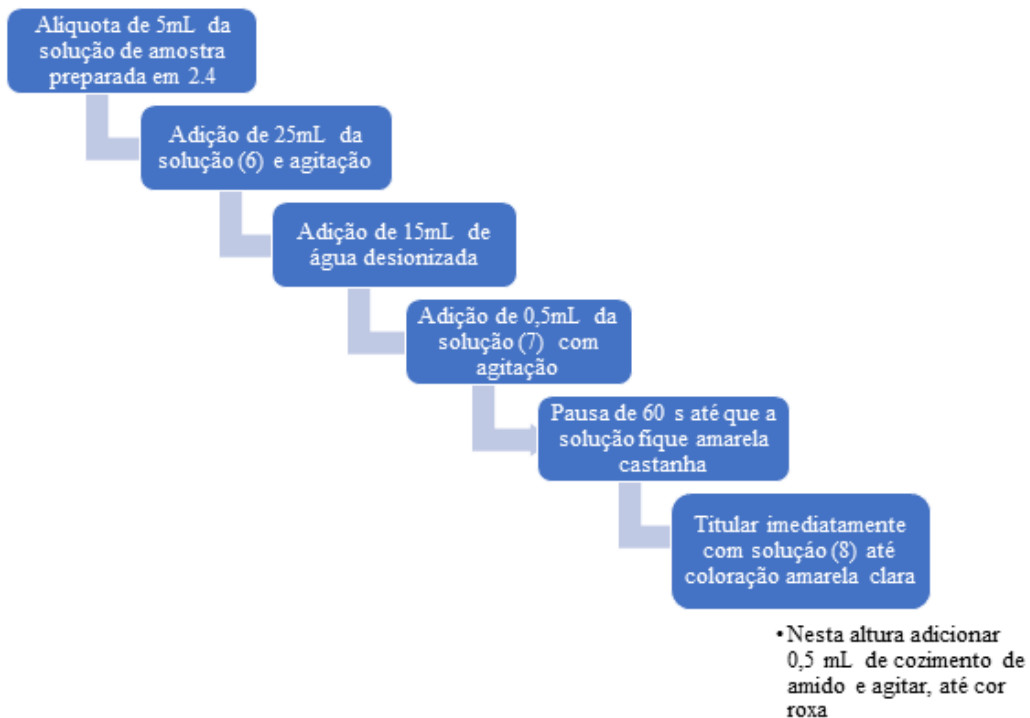 Alíquota de 5mL da
solução de amostra
preparada em 2.4
Adição de 25mL da
solução (6) e agitação
Adição de 15mL de
água desionizada
Adição de 0,5mL da
solução (7) com
agitação
Pausa de 60 s até que a
solução fique amarela
castanha
Titular imediatamente
com solução (8) até
coloração amarela clara
•Nesta altura adicionar
0,5 mL de cozimento de
amido e agitar, até cor
roxa